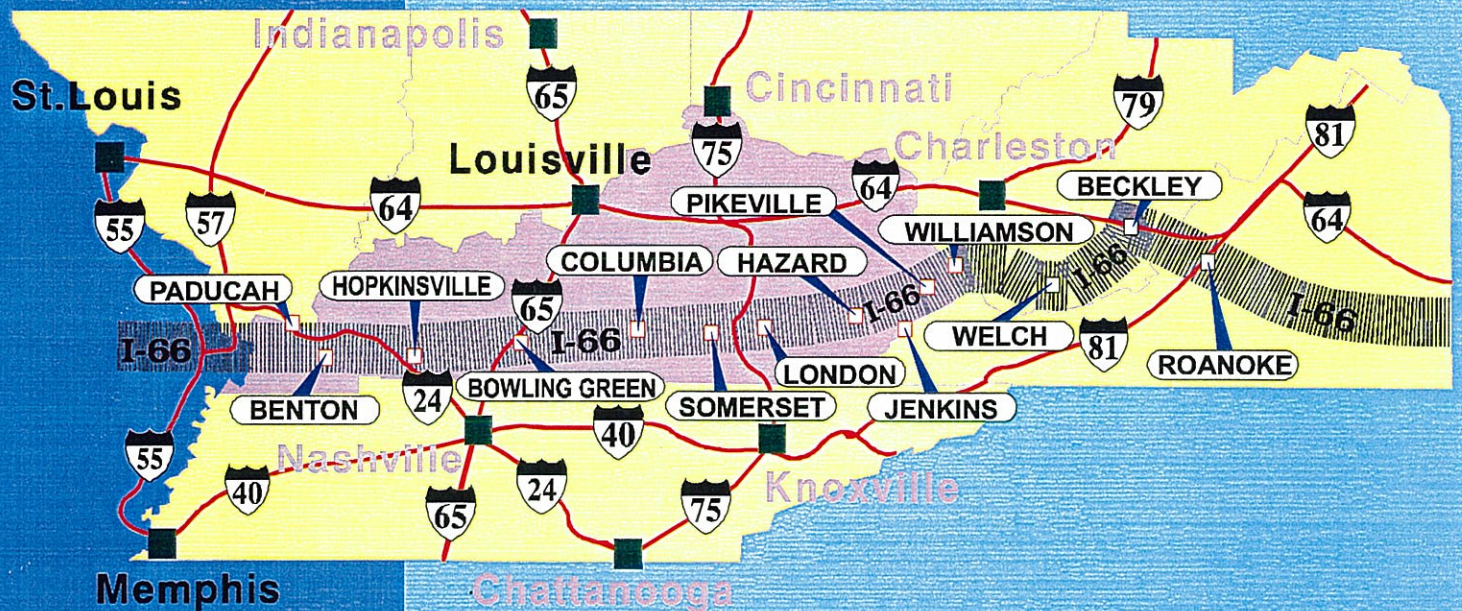 Indianapolis
65
Cincinnati
79
St.Louis
81
Louisville
75
Charleston
64
BECKLEY
64
PIKEVILLE
55
57
WILLIAMSON
64
COLUMBIA
HAZARD
I-66
PADUCAH
HOPKINSVILLE
65
I-66
I-66
I-66
I-66
WELCH
81
ROANOKE
BENTON
24
BOWLING GREEN
LONDON
SOMERSET
JENKINS
40
55
Nashville
40
24
75
Knoxville
65
Memphis
Chattanooga